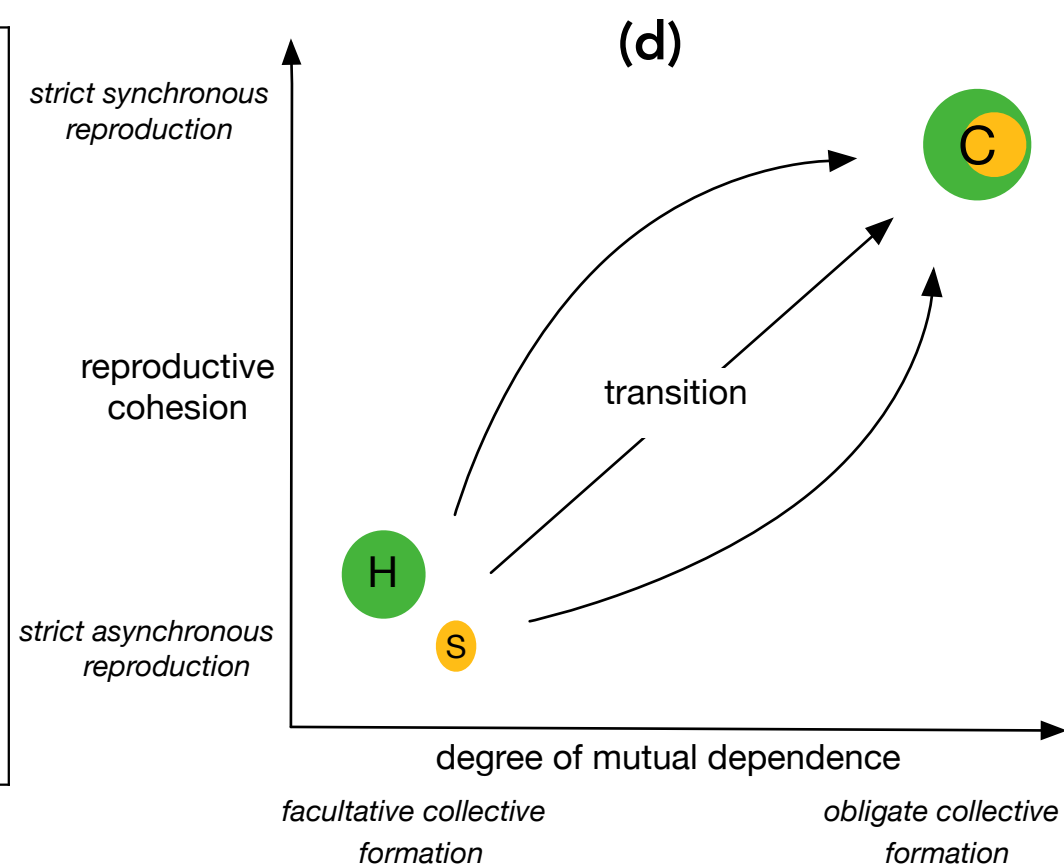 (d)
strict synchronous
reproduction
C
reproductive
cohesion
transition
H
S
strict asynchronous
reproduction
degree of mutual dependence
facultative collective
formation
obligate collective
formation